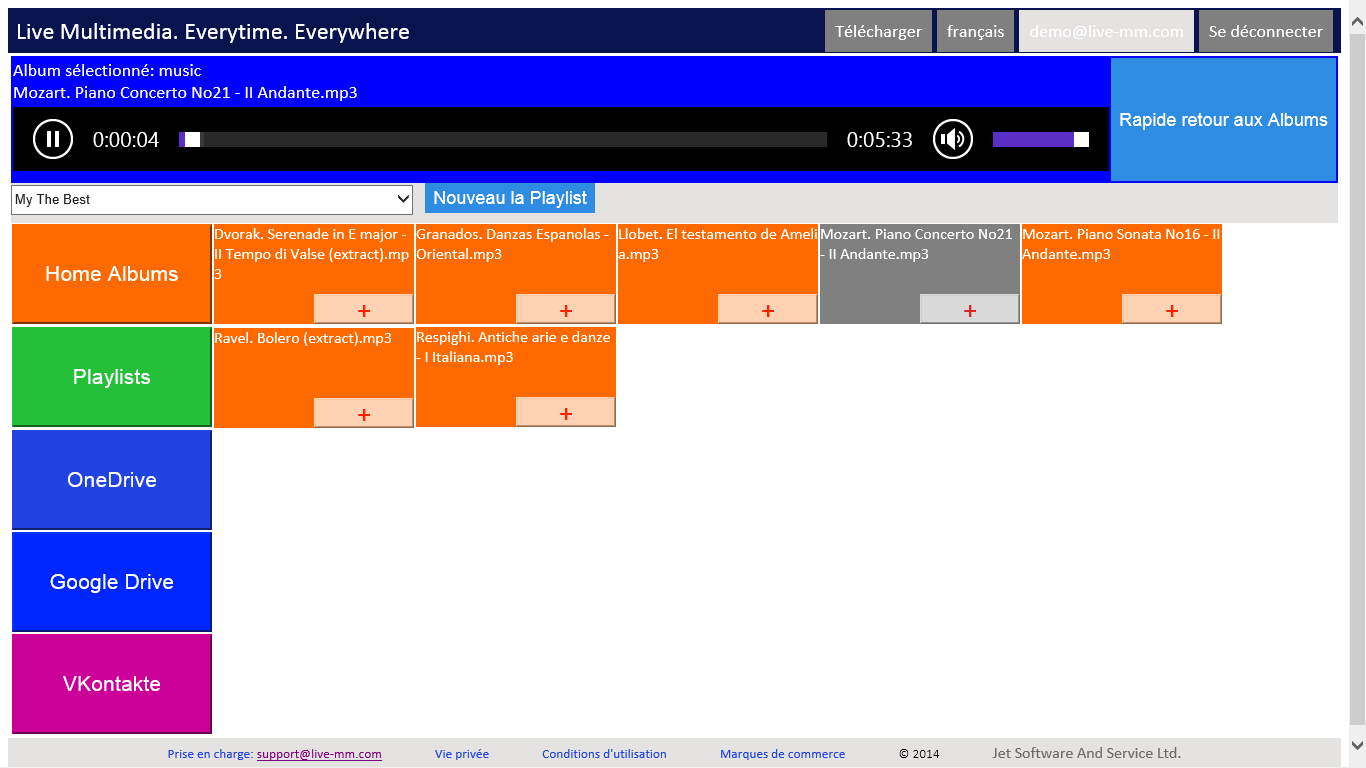 Live Multimedia. Everytime. Everywhere
Télécharger
français
demo@live-mm.com
Se déconnecter
Album sélectionné: music
Mozart. Piano Concerto No21 - II Andante.mp3
0:00:04
0:05:33
Rapide retour aux Albums
My The Best
Nouveau la Playlist
Home Albums
Dvorak. Serenade in E major -
II Tempo di Valse (extract).mp
3
+
Granados. Danzas Espanolas -
Oriental.mp3
+
Llobet. El testamento de Ameli
a.mp3
+
Mozart. Piano Concerto No21
- II Andante.mp3
+
Mozart. Piano Sonata No16 - II
Andante.mp3
+
Playlists
Ravel. Bolero (extract).mp3
+
Respighi. Antiche arie e danze
- I Italiana.mp3
+
OneDrive
Google Drive
VKontakte
Prise en charge: support@live-mm.com
Vie privée
Conditions d'utilisation
Marques de commerce
© 2014
Jet Software And Service Ltd.